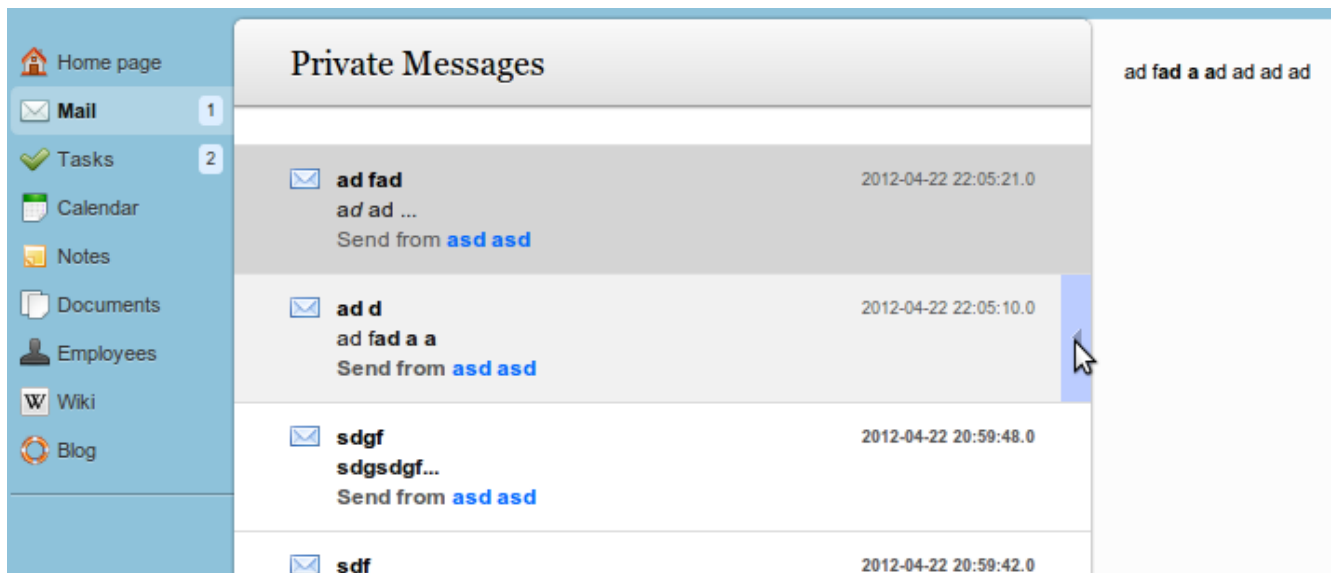 Home page
Mail 1
Tasks 2
Calendar
Notes
Documents
Employees
W Wiki
Blog
Private Messages
ad fad 2012-04-22 22:05:21.0
ad ad ...
Send from asd asd
ad d 2012-04-22 22:05:10.0
ad fad a a
Send from asd asd
sdgf 2012-04-22 20:59:48.0
sdgsdgf...
Send from asd asd
sdf 2012-04-22 20:59:42.0
ad fad a ad ad ad ad